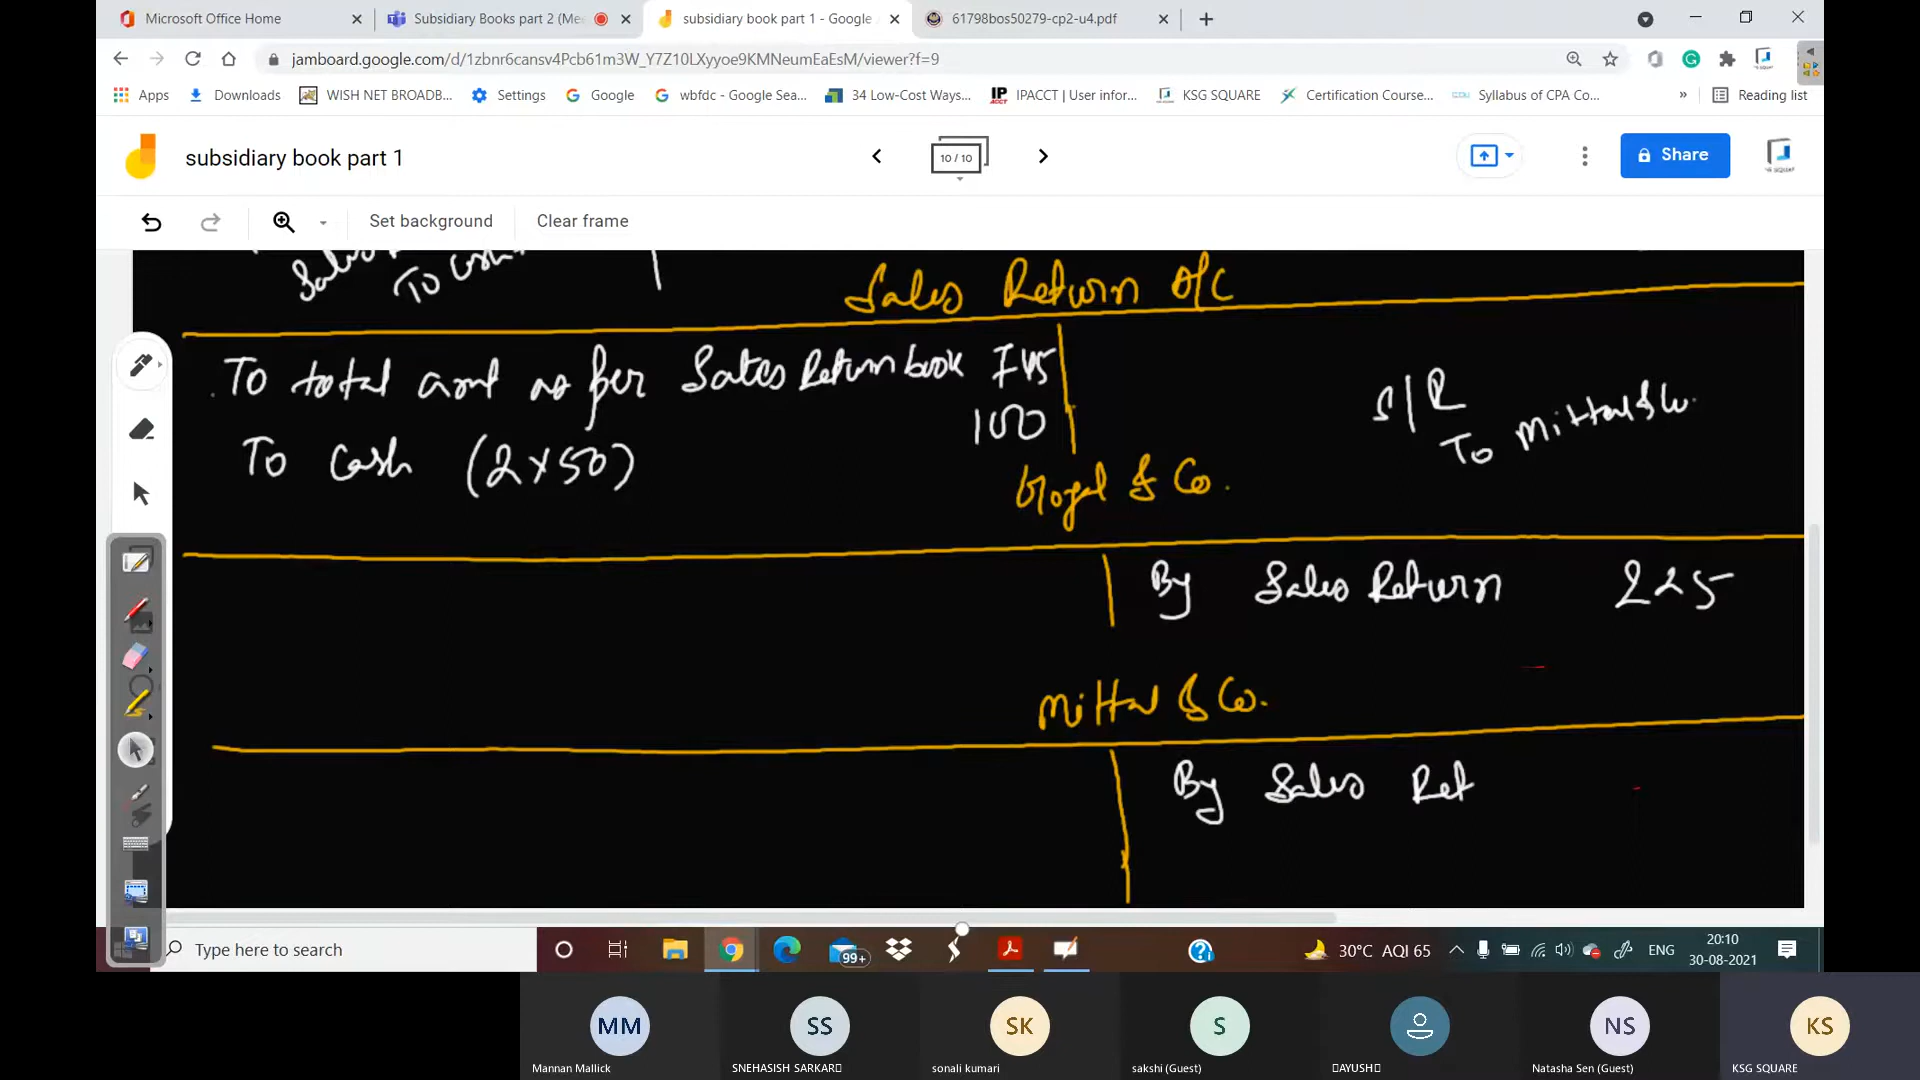 Microsoft Office Home
Subsidiary Books part 2 (Mee
subsidiary book part 1 - Google
61798bos50279-cp2-u4.pdf
jamboard.google.com/d/1zbnr6cansv4Pcb61m3W_Y7Z10LXyyoe9KMNeumEaEsM/viewer?f=9
Apps
Downloads
WISH NET BROADB...
Settings
Google
wbfdc - Google Sea...
34 Low-Cost Ways...
IPACCT | User infor...
KSG SQUARE
Certification Course...
Syllabus of CPA Co...
»
Reading list
subsidiary book part 1
10 / 10
Share
Set background
Clear frame
Sales
To Cash
Sales Return A/C
To total amt as per Sales Return book 745
To Cash (2x50) 100
S/R
To Mittal & Co.
Goyal & Co.
By Sales Return 225
Mittal & Co.
By Sales Ret
Type here to search
99+
30°C AQI 65
ENG
20:10
30-08-2021
MM
SS
SK
S
NS
KS
Mannan Mallick
SNEHASISH SARKAR
sonali kumari
sakshi (Guest)
AYUSH
Natasha Sen (Guest)
KSG SQUARE